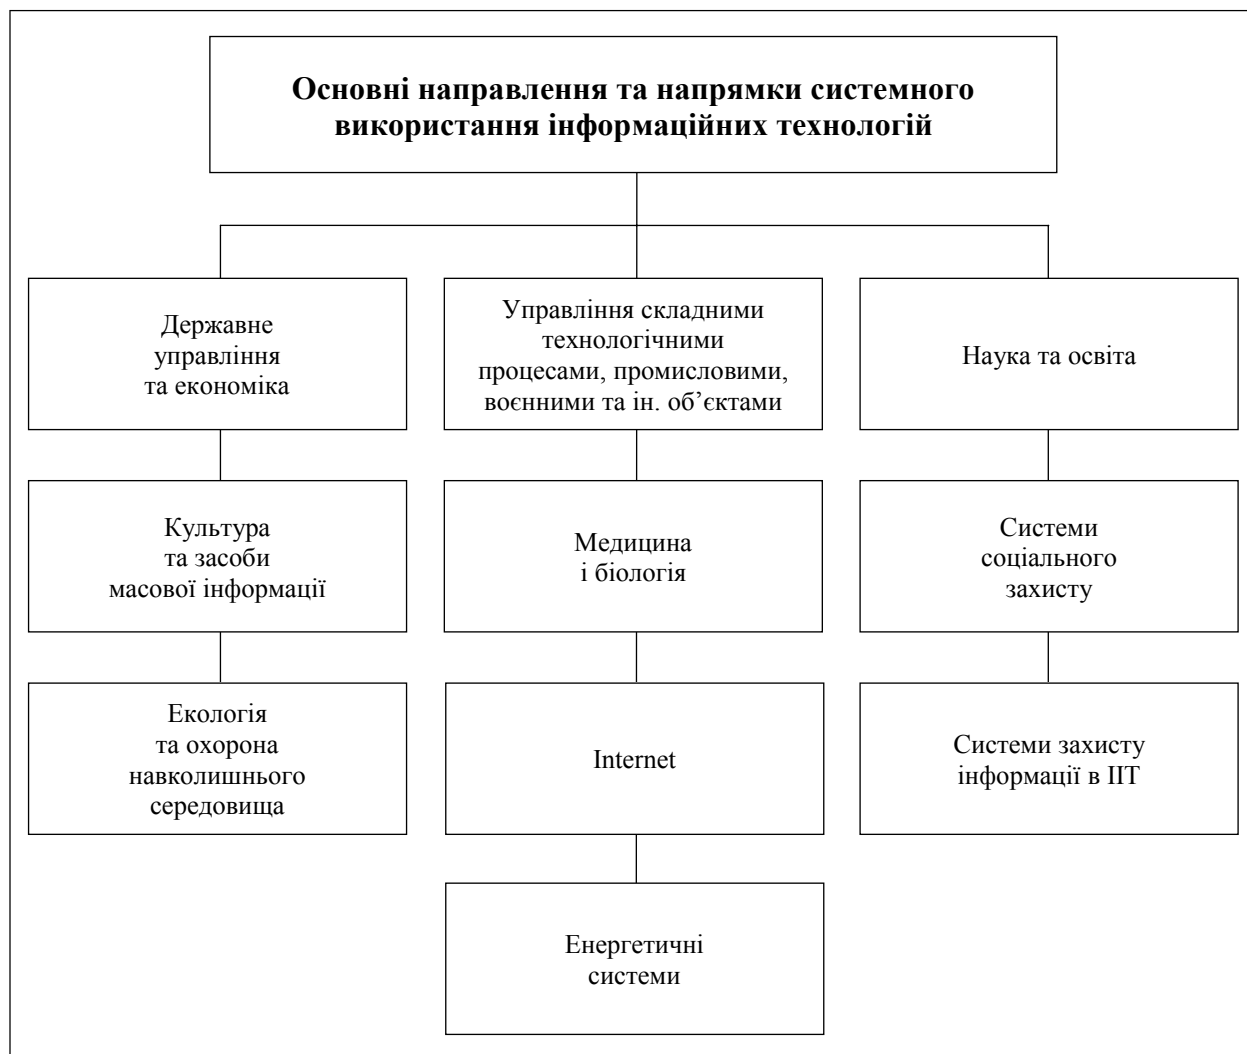 Основні направлення та напрямки системного
використання інформаційних технологій
Державне
управління
та економіка
Управління складними
технологічними
процесами, промисловими,
воєнними та ін. об’єктами
Наука та освіта
Культура
та засоби
масової інформації
Медицина
і біологія
Системи
соціального
захисту
Екологія
та охорона
навколишнього
середовища
Internet
Системи захисту
інформації в ІІТ
Енергетичні
системи